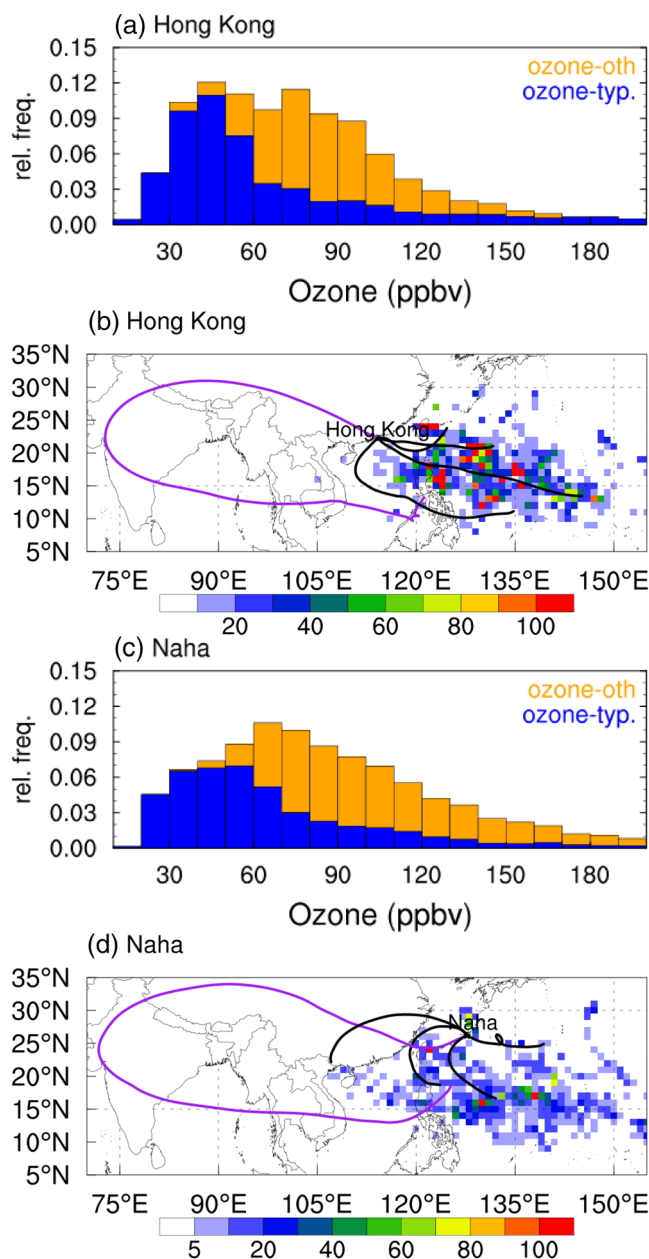 (a) Hong Kong
0.15
0.12
0.09
0.06
0.03
0.00
rel. freq.
ozone-oth
ozone-typ.
30 60 90 120 150 180
Ozone (ppbv)
(b) Hong Kong
35°N
30°N
25°N
20°N
15°N
10°N
5°N
Hong Kong
75°E 90°E 105°E 120°E 135°E 150°E
20 40 60 80 100
(c) Naha
0.15
0.12
0.09
0.06
0.03
0.00
rel. freq.
ozone-oth
ozone-typ.
30 60 90 120 150 180
Ozone (ppbv)
(d) Naha
35°N
30°N
25°N
20°N
15°N
10°N
5°N
Naha
75°E 90°E 105°E 120°E 135°E 150°E
5 20 40 60 80 100